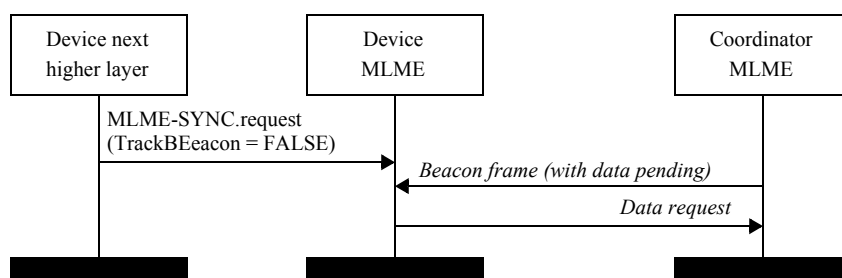 Device next
higher layer
Device
MLME
Coordinator
MLME
MLME-SYNC.request
(TrackBEeacon = FALSE)
Beacon frame (with data pending)
Data request